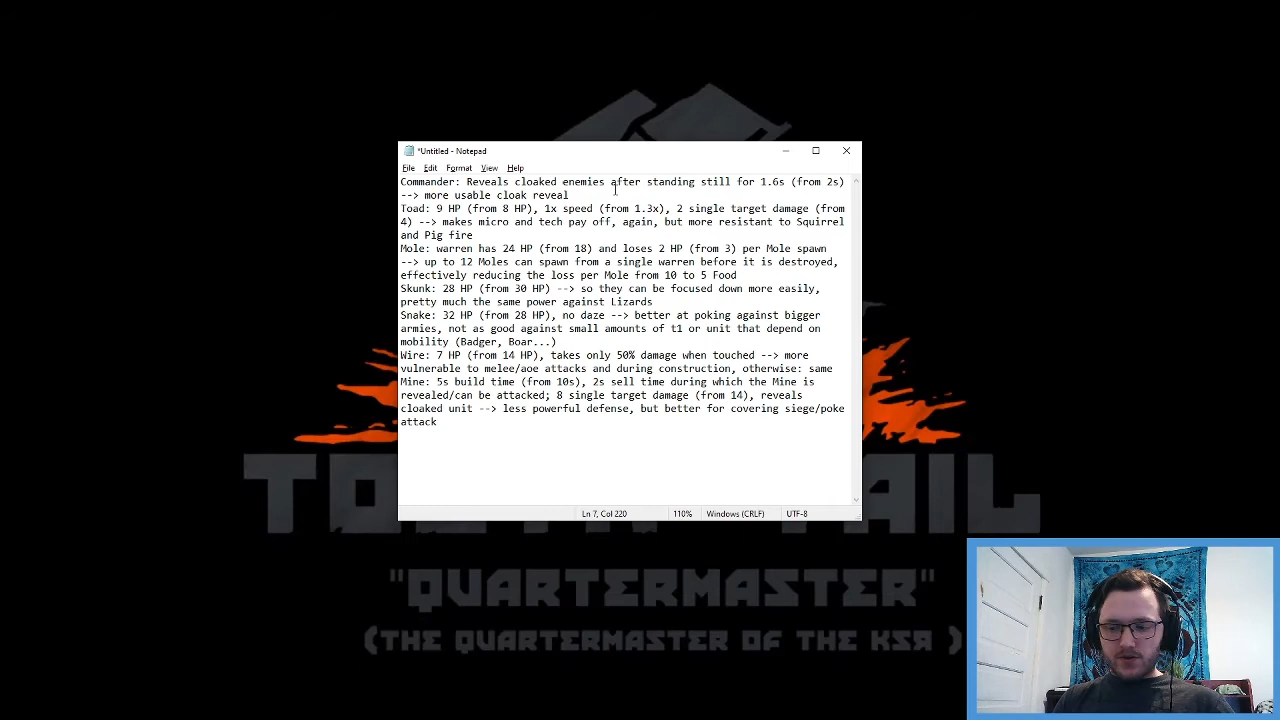 *Untitled - Notepad
File Edit Format View Help
Commander: Reveals cloaked enemies after standing still for 1.6s (from 2s)
--> more usable cloak reveal
Toad: 9 HP (from 8 HP), 1x speed (from 1.3x), 2 single target damage (from
4) --> makes micro and tech pay off, again, but more resistant to Squirrel
and Pig fire
Mole: warren has 24 HP (from 18) and loses 2 HP (from 3) per Mole spawn
--> up to 12 Moles can spawn from a single warren before it is destroyed,
effectively reducing the loss per Mole from 10 to 5 Food
Skunk: 28 HP (from 30 HP) --> so they can be focused down more easily,
pretty much the same power against Lizards
Snake: 32 HP (from 28 HP), no daze --> better at poking against bigger
armies, not as good against small amounts of t1 or unit that depend on
mobility (Badger, Boar...)
Wire: 7 HP (from 14 HP), takes only 50% damage when touched --> more
vulnerable to melee/aoe attacks and during construction, otherwise: same
Mine: 5s build time (from 10s), 2s sell time during which the Mine is
revealed/can be attacked; 8 single target damage (from 14), reveals
cloaked unit --> less powerful defense, but better for covering siege/poke
attack
Ln 7, Col 220 110% Windows (CRLF) UTF-8
"QUARTERMASTER"
(THE QUARTERMASTER OF THE KSR )